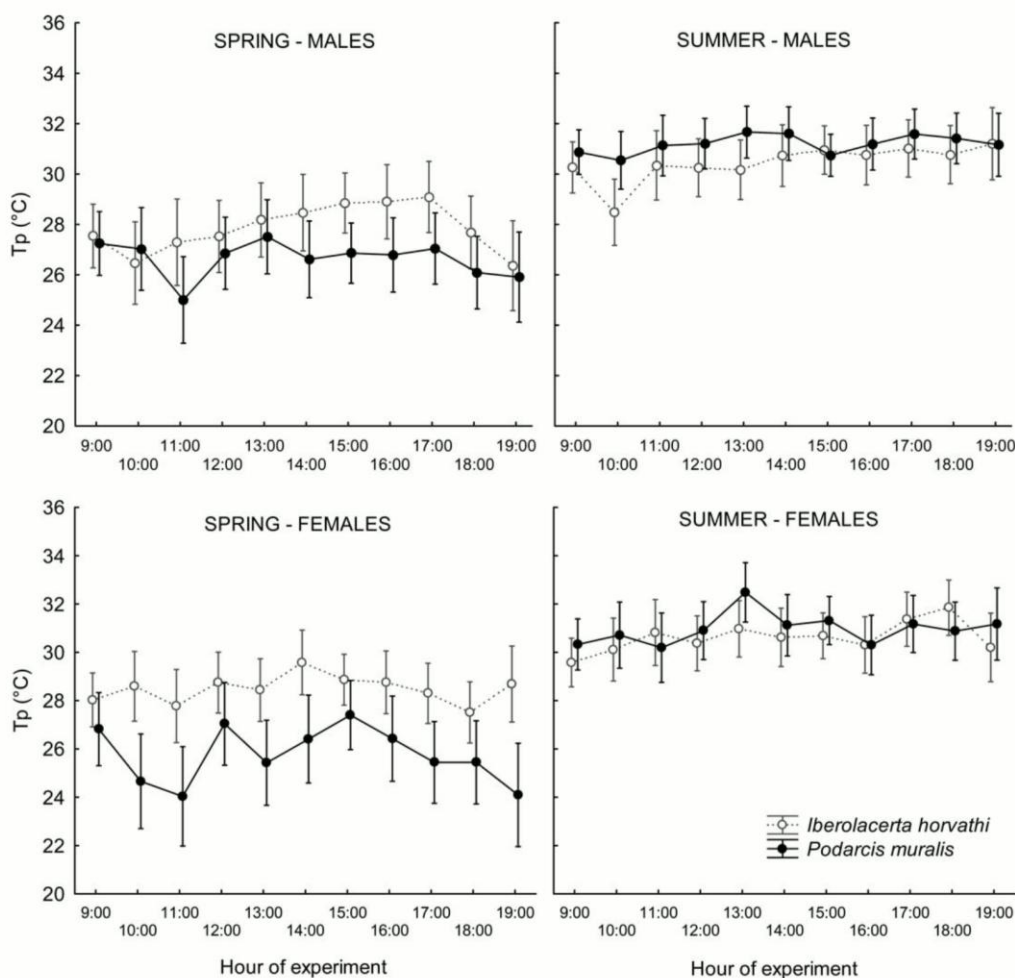 SPRING - MALES
SUMMER - MALES
Tp (°C)
36
34
32
30
28
26
24
22
20
9:00 11:00 13:00 15:00 17:00 19:00
10:00 12:00 14:00 16:00 18:00
9:00 11:00 13:00 15:00 17:00 19:00
10:00 12:00 14:00 16:00 18:00
SPRING - FEMALES
SUMMER - FEMALES
Tp (°C)
36
34
32
30
28
26
24
22
20
Iberolacerta horvathi
Podarcis muralis
9:00 11:00 13:00 15:00 17:00 19:00
10:00 12:00 14:00 16:00 18:00
9:00 11:00 13:00 15:00 17:00 19:00
10:00 12:00 14:00 16:00 18:00
Hour of experiment
Hour of experiment